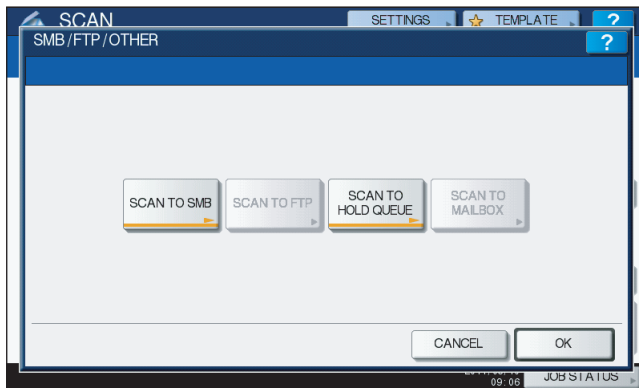 SCAN
SETTINGS
TEMPLATE
?
SMB/FTP/OTHER
?
SCAN TO SMB
SCAN TO FTP
SCAN TO
HOLD QUEUE
SCAN TO
MAILBOX
CANCEL
OK
09:06
JOB STATUS